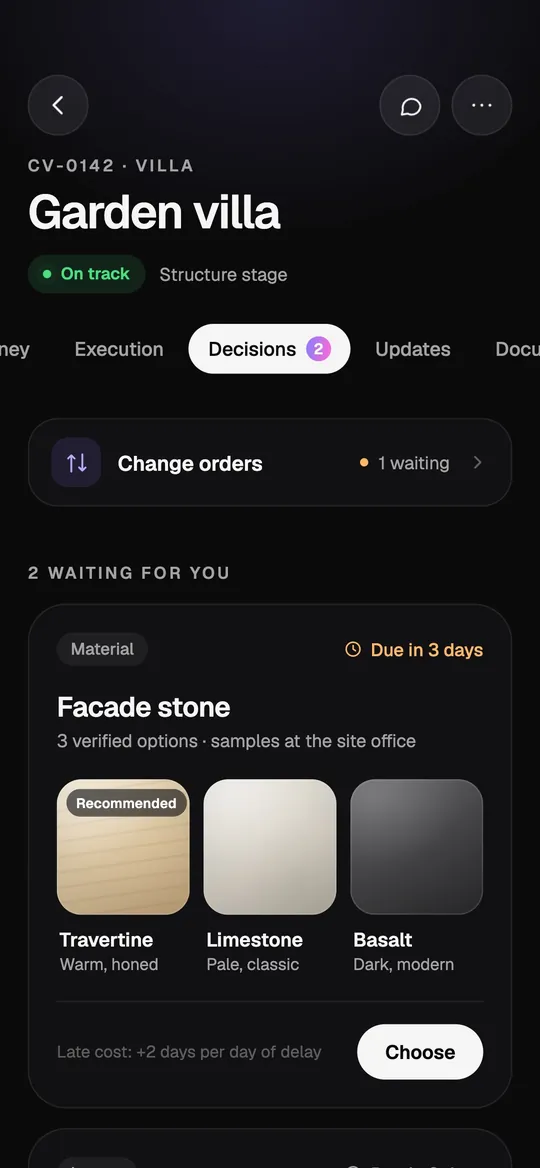 CV-0142 · VILLA
Garden villa
On track Structure stage
ney Execution Decisions 2 Updates Docu
Change orders 1 waiting
2 WAITING FOR YOU
Material Due in 3 days
Facade stone
3 verified options · samples at the site office
Recommended
Travertine Limestone Basalt
Warm, honed Pale, classic Dark, modern
Late cost: +2 days per day of delay Choose